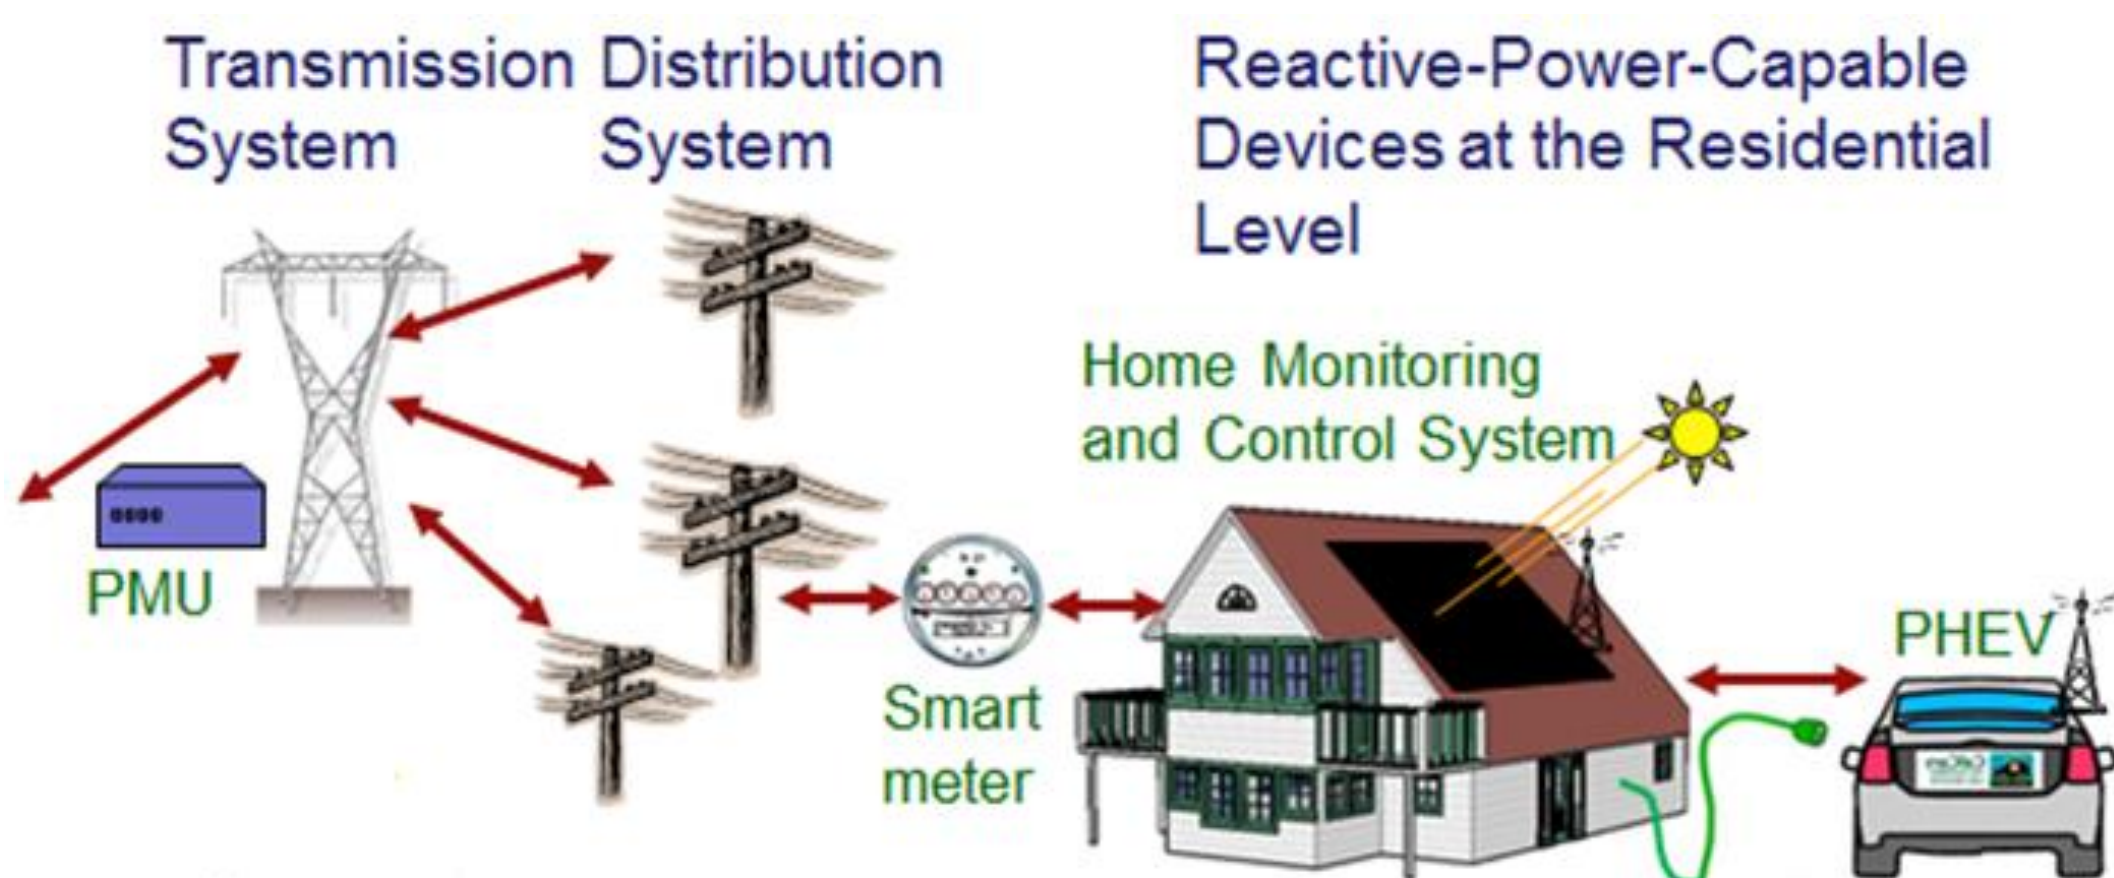 Transmission
System
Distribution
System
Reactive-Power-Capable
Devices at the Residential
Level
Home Monitoring
and Control System
PMU
Smart
meter
PHEV